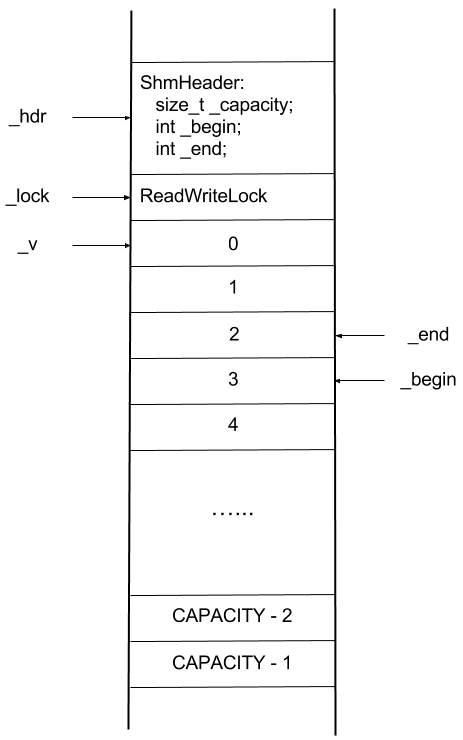 ShmHeader:
size_t _capacity;
_hdr
int _begin;
int _end;
_lock
ReadWriteLock
_v
0
1
2
_end
3
_begin
4
…...
CAPACITY - 2
CAPACITY - 1